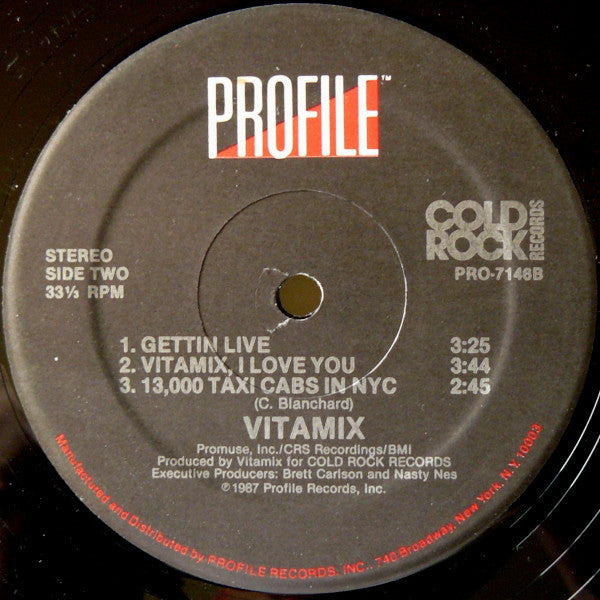 PROFILE™
COLD
ROCK
RECORDS
PRO-7148B
STEREO
SIDE TWO
33⅓ RPM
1. GETTIN LIVE 3:25
2. VITAMIX, I LOVE YOU 3:44
3. 13,000 TAXI CABS IN NYC 2:45
(C. Blanchard)
VITAMIX
Promuse, Inc./CRS Recordings/BMI
Produced by Vitamix for COLD ROCK RECORDS
Executive Producers: Brett Carlson and Nasty Nes
℗1987 Profile Records, Inc.
Manufactured and Distributed by PROFILE RECORDS, INC., 740 Broadway, New York, N.Y. 10003